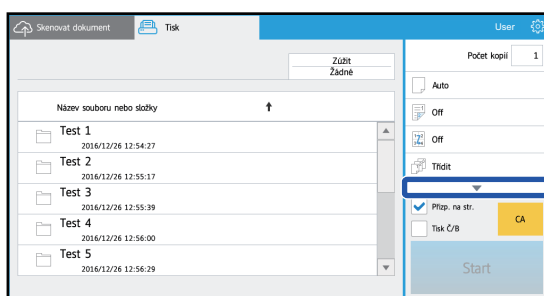 Skenovat dokument
Tisk
User
Zúžit
Žádné
Počet kopií 1
Název souboru nebo složky
Test 1
2016/12/26 12:54:27
Test 2
2016/12/26 12:55:17
Test 3
2016/12/26 12:55:39
Test 4
2016/12/26 12:56:00
Test 5
2016/12/26 12:56:29
Auto
Off
Off
Třídit
Přizp. na str.
Tisk Č/B
CA
Start